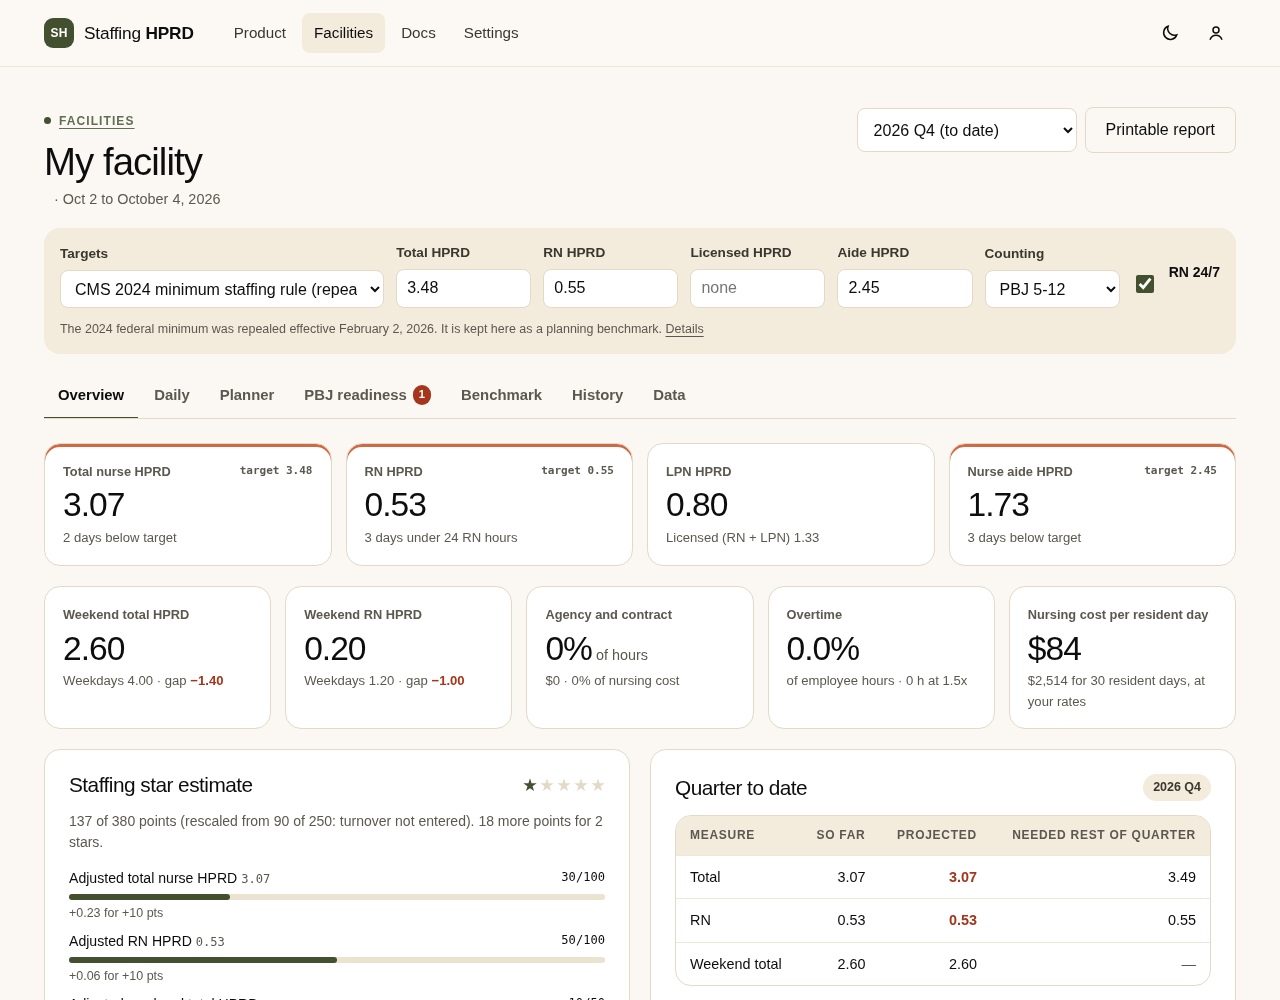 SH Staffing HPRD Product Facilities Docs Settings
FACILITIES
My facility
· Oct 2 to October 4, 2026
2026 Q4 (to date) Printable report
Targets Total HPRD RN HPRD Licensed HPRD Aide HPRD Counting
CMS 2024 minimum staffing rule (repea 3.48 0.55 none 2.45 PBJ 5-12 RN 24/7
The 2024 federal minimum was repealed effective February 2, 2026. It is kept here as a planning benchmark. Details
Overview Daily Planner PBJ readiness 1 Benchmark History Data
Total nurse HPRD target 3.48
3.07
2 days below target
RN HPRD target 0.55
0.53
3 days under 24 RN hours
LPN HPRD
0.80
Licensed (RN + LPN) 1.33
Nurse aide HPRD target 2.45
1.73
3 days below target
Weekend total HPRD
2.60
Weekdays 4.00 · gap −1.40
Weekend RN HPRD
0.20
Weekdays 1.20 · gap −1.00
Agency and contract
0% of hours
$0 · 0% of nursing cost
Overtime
0.0%
of employee hours · 0 h at 1.5x
Nursing cost per resident day
$84
$2,514 for 30 resident days, at
your rates
Staffing star estimate ★★★★★
137 of 380 points (rescaled from 90 of 250: turnover not entered). 18 more points for 2
stars.
Adjusted total nurse HPRD 3.07 30/100
+0.23 for +10 pts
Adjusted RN HPRD 0.53 50/100
+0.06 for +10 pts
Quarter to date 2026 Q4
MEASURE SO FAR PROJECTED NEEDED REST OF QUARTER
Total 3.07 3.07 3.49
RN 0.53 0.53 0.55
Weekend total 2.60 2.60 —